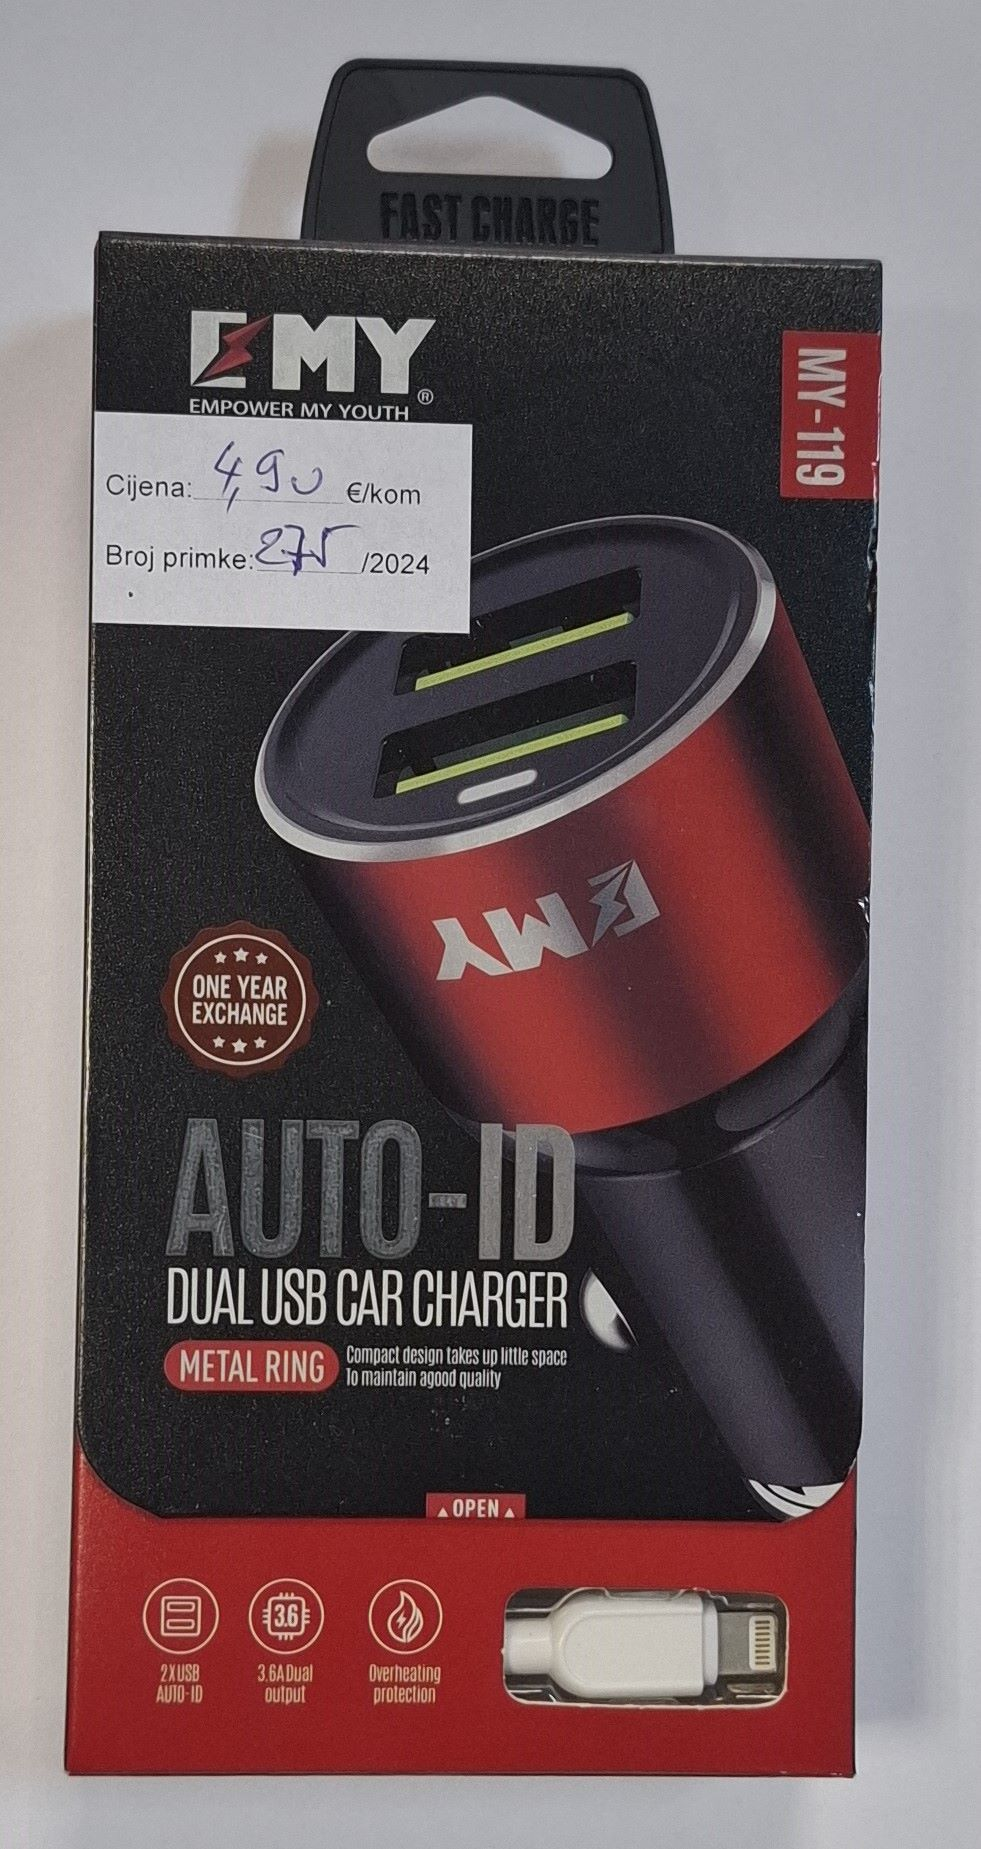 FAST CHARGE
EMY®
EMPOWER MY YOUTH
MY-119
Cijena: 4,90 €/kom
Broj primke: 275 /2024
EMY
ONE YEAR
EXCHANGE
AUTO-ID
DUAL USB CAR CHARGER
METAL RING
Compact design takes up little space
To maintain agood quality
OPEN
3.6
2XUSB
AUTO-ID
3.6A Dual
output
Overheating
protection